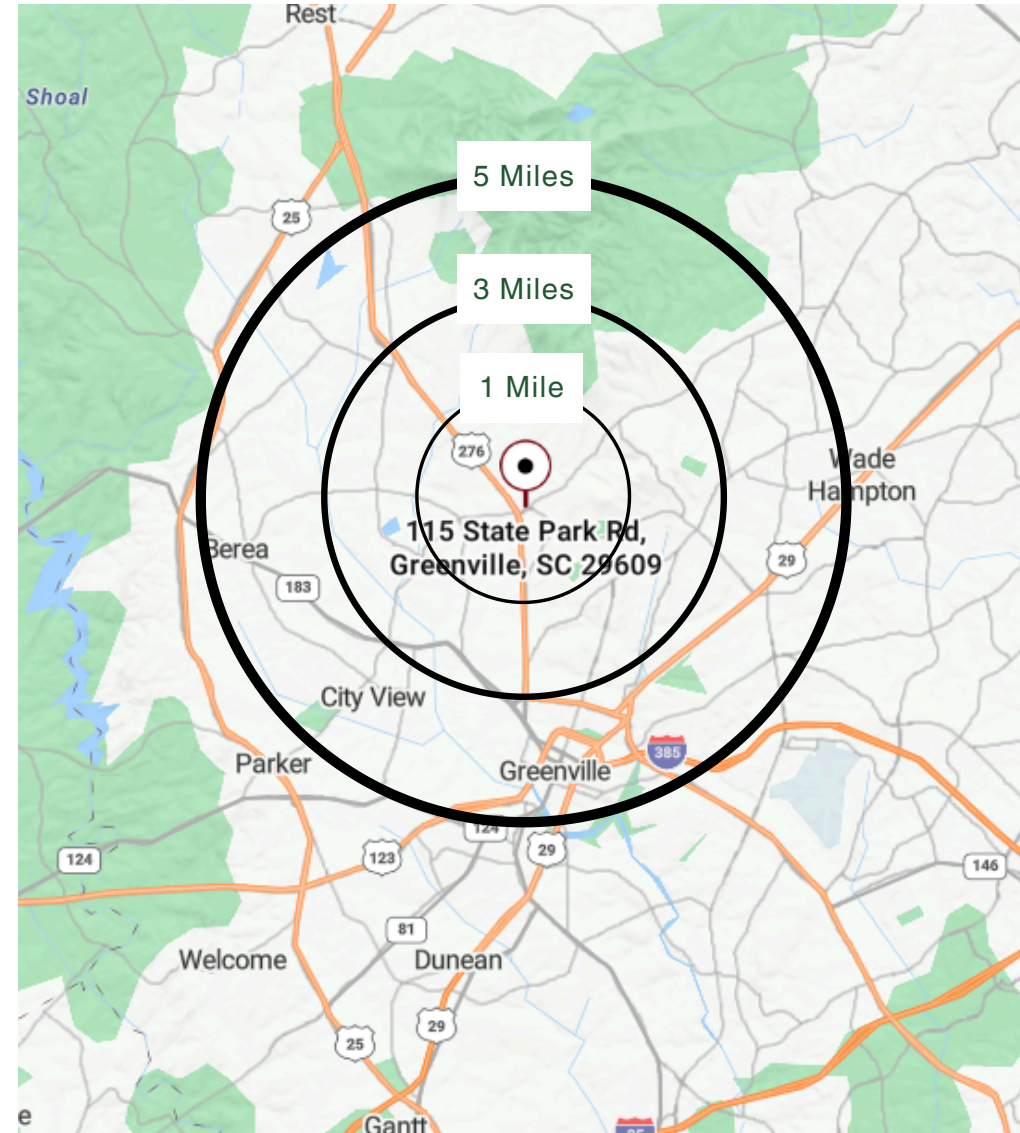 Rest
Shoal
5 Miles
25
3 Miles
1 Mile
276
Wade
Hampton
115 State Park Rd,
Greenville, SC 29609
Berea
29
183
City View
385
Parker
Greenville
124
29
123
124
146
81
Welcome
Dunean
29
25
e
Gantt
85